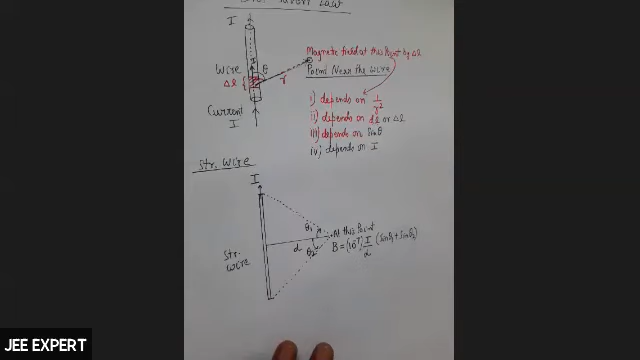 Law
I
Magnetic field at this Point by Δl
θ
I
Wire
Point Near the wire
Δl
r
i) depends on 1/r²
Current
I
ii) depends on dl or Δl
iii) depends on Sinθ
iv) depends on I
Str. Wire
I
θ₁
At this Point
d
θ₂
B = (10⁻⁷) I/d (Sinθ₁ + Sinθ₂)
Str.
Wire
JEE EXPERT